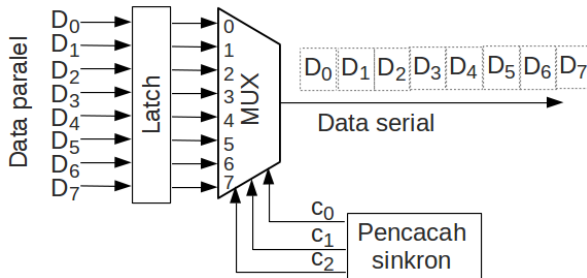 Data paralel
D0
D1
D2
D3
D4
D5
D6
D7
Latch
0
1
2
3
4
5
6
7
MUX
D0 D1 D2 D3 D4 D5 D6 D7
Data serial
c0
c1
c2
Pencacah
sinkron